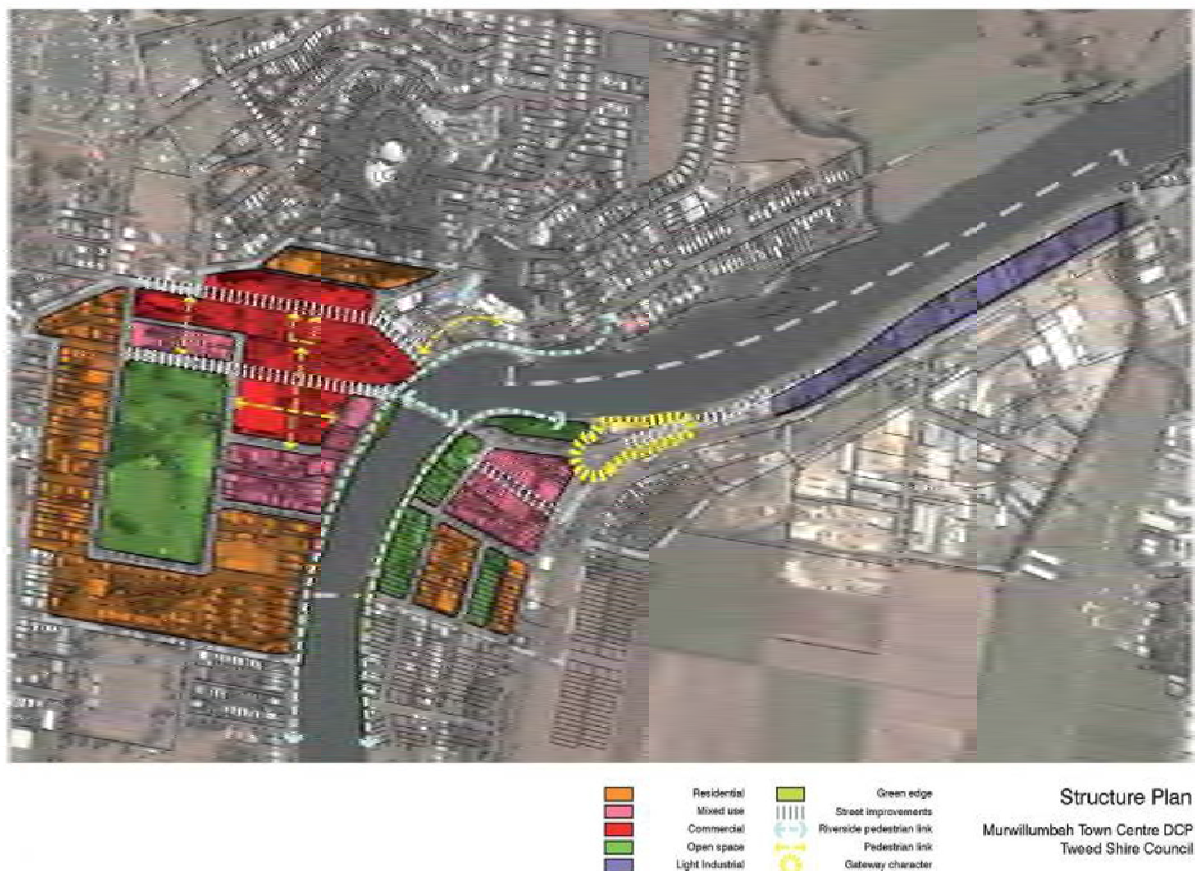 Residential
Mixed use
Commercial
Open space
Light Industrial
Green edge
Street improvements
Riverside pedestrian link
Pedestrian link
Gateway character
Structure Plan
Murwillumbah Town Centre DCP
Tweed Shire Council